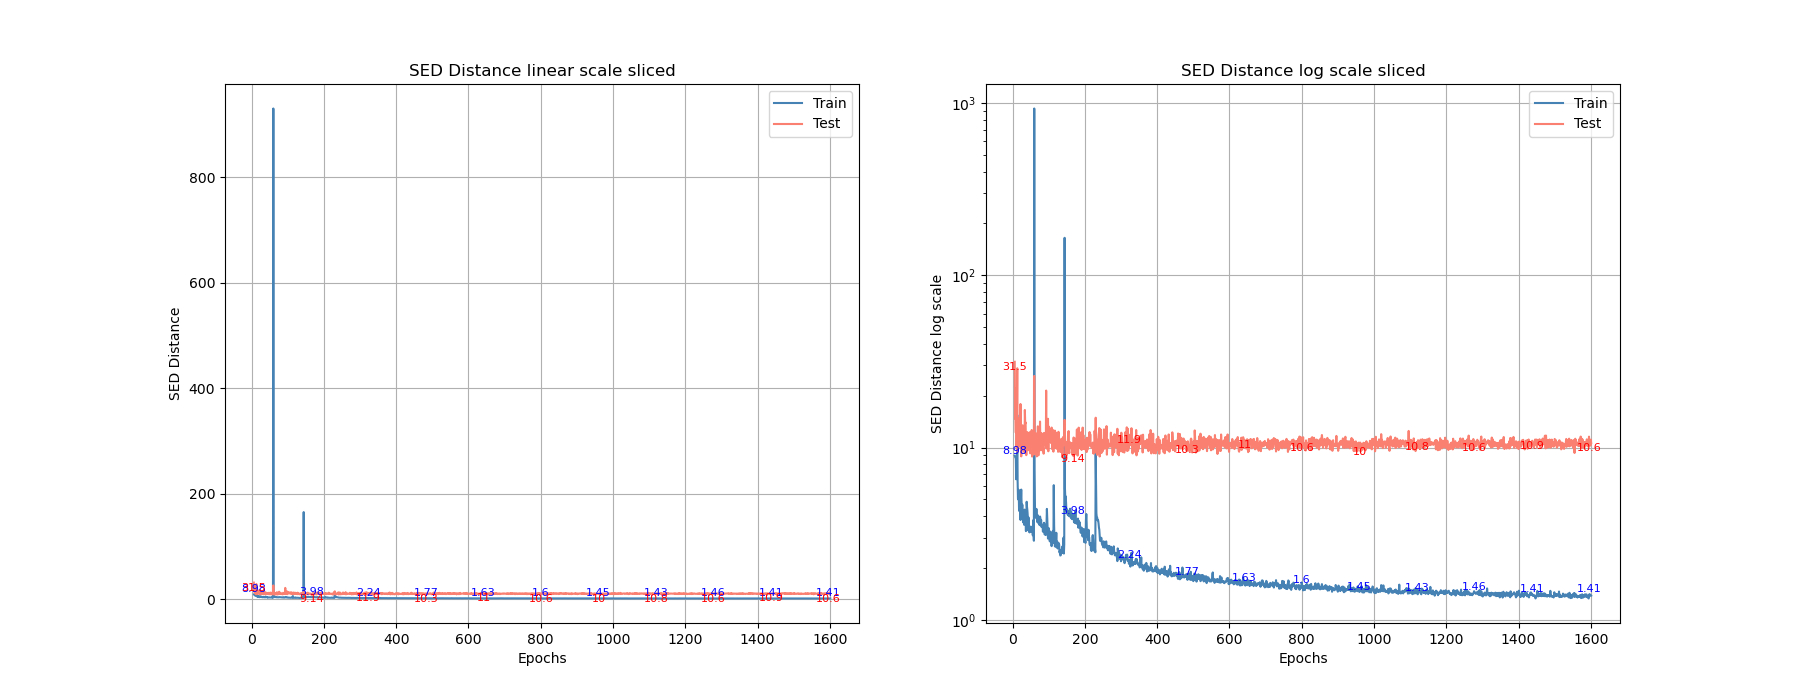 SED Distance linear scale sliced
Train
Test
SED Distance
800
600
400
200
0
3.98 2.24 1.77 1.63 1.6 1.45 1.43 1.46 1.41 1.41
9.14 11.9 10.3 11 10.6 10 10.8 10.6 10.9 10.6
0 200 400 600 800 1000 1200 1400 1600
Epochs
SED Distance log scale sliced
Train
Test
SED Distance log scale
10³
10²
10¹
10⁰
31.5
8.98
11.9 10.3 11 10.6 10 10.8 10.6 10.9 10.6
9.14
3.98
2.24 1.77 1.63 1.6 1.45 1.43 1.46 1.41 1.41
0 200 400 600 800 1000 1200 1400 1600
Epochs